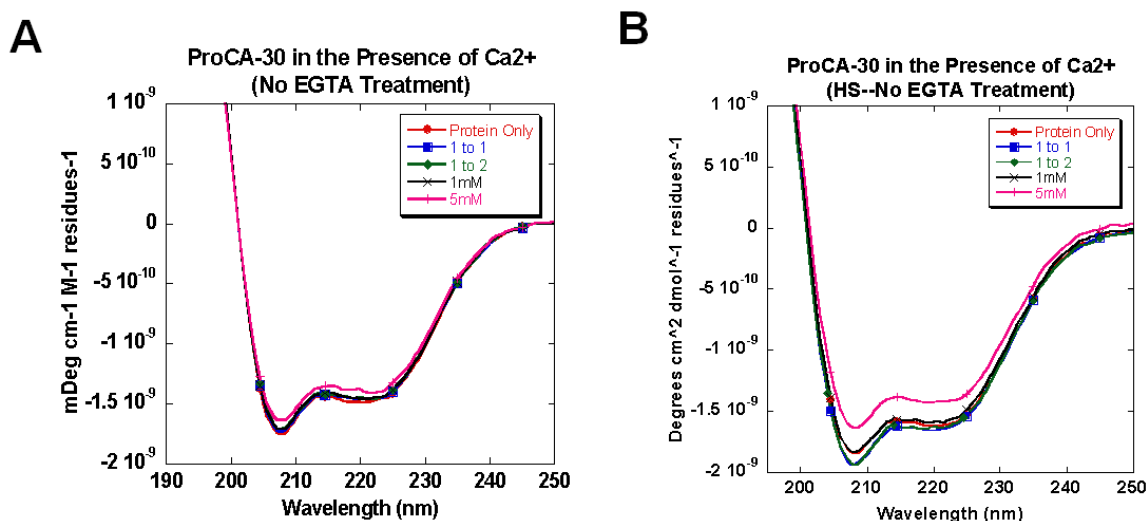 A
ProCA-30 in the Presence of Ca2+
(No EGTA Treatment)
1 10^-9
5 10^-10
0
-5 10^-10
-1 10^-9
-1.5 10^-9
-2 10^-9
mDeg cm-1 M-1 residues-1
Protein Only
1 to 1
1 to 2
1mM
5mM
190 200 210 220 230 240 250
Wavelength (nm)
B
ProCA-30 in the Presence of Ca2+
(HS--No EGTA Treatment)
1 10^-9
5 10^-10
0
-5 10^-10
-1 10^-9
-1.5 10^-9
-2 10^-9
Degrees cm^2 dmol^-1 residues^-1
Protein Only
1 to 1
1 to 2
1mM
5mM
200 210 220 230 240 250
Wavelength (nm)